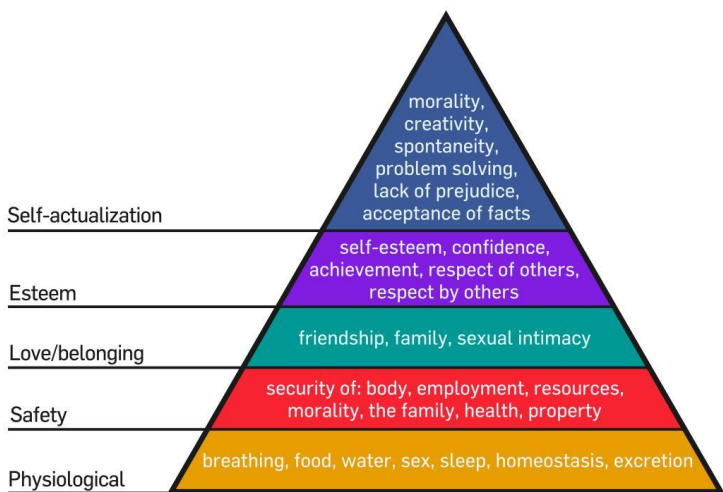 morality,
creativity,
spontaneity,
problem solving,
lack of prejudice,
acceptance of facts
Self-actualization
self-esteem, confidence,
achievement, respect of others,
respect by others
Esteem
friendship, family, sexual intimacy
Love/belonging
security of: body, employment, resources,
morality, the family, health, property
Safety
breathing, food, water, sex, sleep, homeostasis, excretion
Physiological